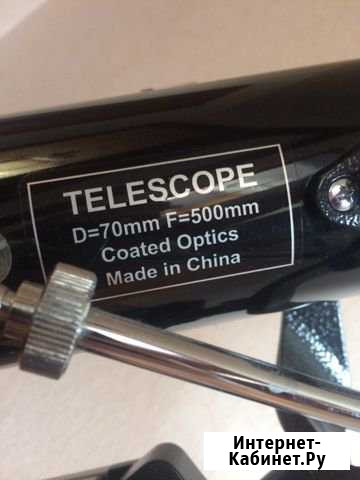 TELESCOPE
D=70mm F=500mm
Coated Optics
Made in China
Интернет-
Кабинет.Ру